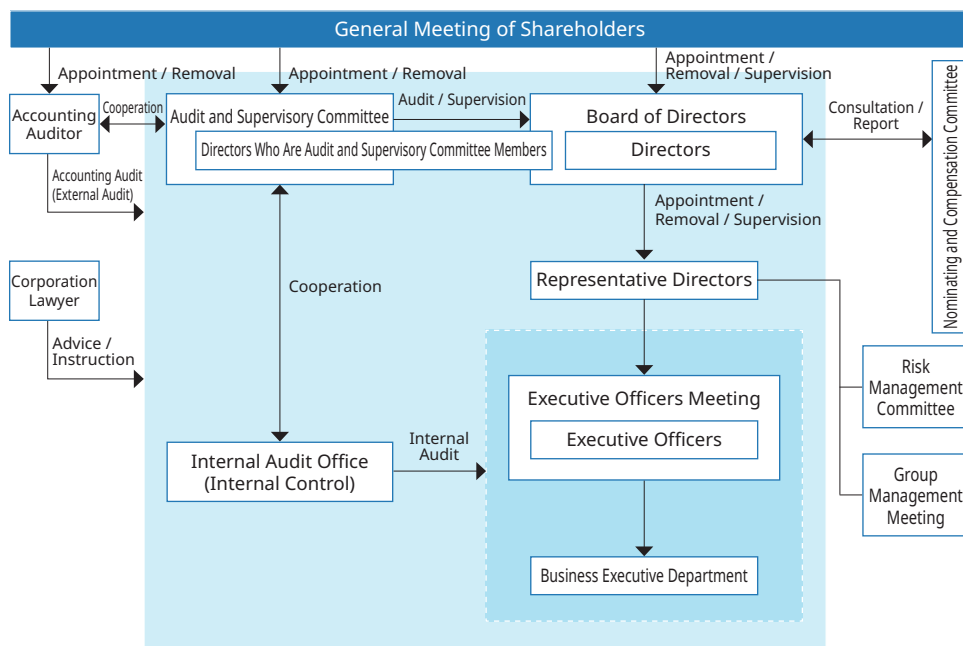 General Meeting of Shareholders
Appointment / Removal
Appointment / Removal
Appointment /
Removal / Supervision
Accounting
Auditor
Cooperation
Audit and Supervisory Committee
Directors Who Are Audit and Supervisory Committee Members
Audit / Supervision
Board of Directors
Directors
Consultation /
Report
Nominating and Compensation Committee
Accounting Audit
(External Audit)
Appointment /
Removal / Supervision
Corporation
Lawyer
Advice /
Instruction
Cooperation
Representative Directors
Executive Officers Meeting
Executive Officers
Risk
Management
Committee
Internal Audit Office
(Internal Control)
Internal
Audit
Group
Management
Meeting
Business Executive Department